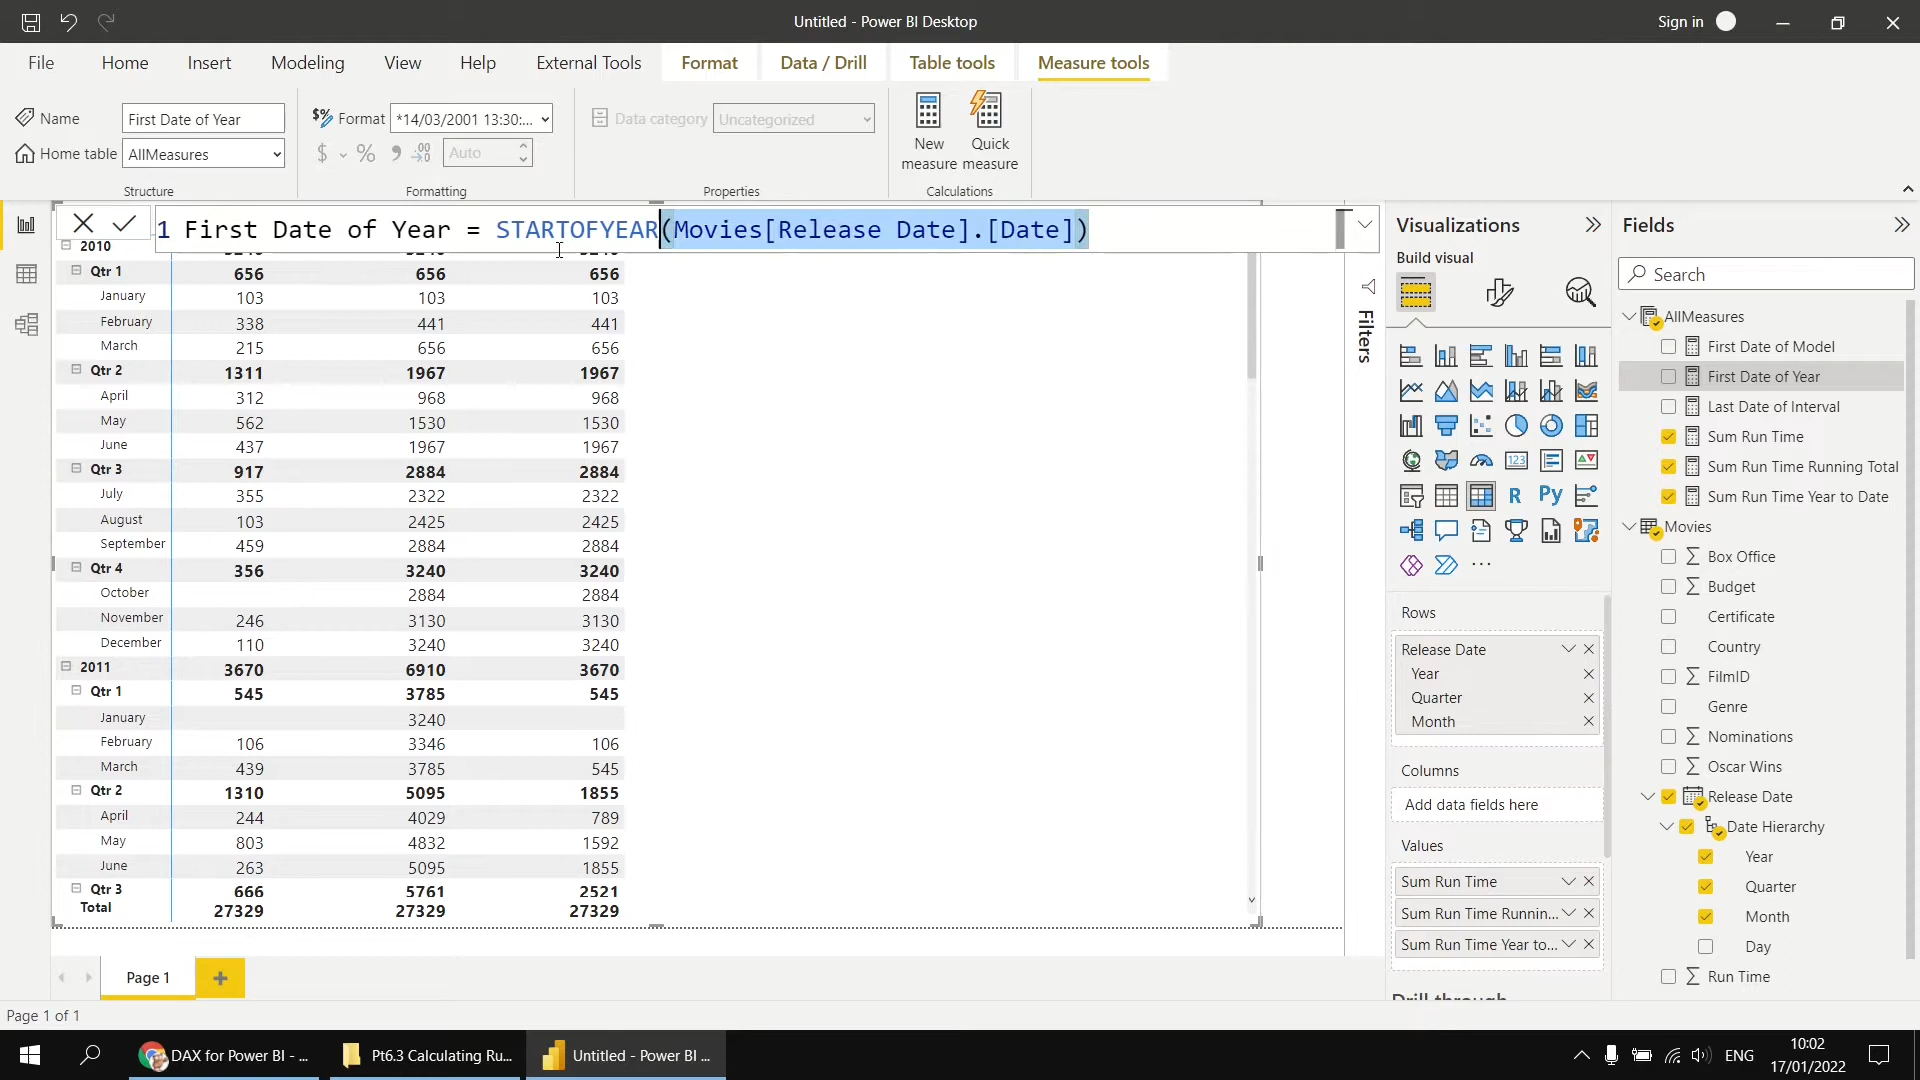 Untitled - Power BI Desktop
Sign in
File Home Insert Modeling View Help External Tools Format Data / Drill Table tools Measure tools
Name First Date of Year
Home table AllMeasures
Structure
Format *14/03/2001 13:30:...
$ % Auto
Formatting
Data category Uncategorized
Properties
New measure
Quick measure
Calculations
1 First Date of Year = STARTOFYEAR(Movies[Release Date].[Date])
2010
Qtr 1 656 656 656
January 103 103 103
February 338 441 441
March 215 656 656
Qtr 2 1311 1967 1967
April 312 968 968
May 562 1530 1530
June 437 1967 1967
Qtr 3 917 2884 2884
July 355 2322 2322
August 103 2425 2425
September 459 2884 2884
Qtr 4 356 3240 3240
October 2884 2884
November 246 3130 3130
December 110 3240 3240
2011 3670 6910 3670
Qtr 1 545 3785 545
January 3240
February 106 3346 106
March 439 3785 545
Qtr 2 1310 5095 1855
April 244 4029 789
May 803 4832 1592
June 263 5095 1855
Qtr 3 666 5761 2521
Total 27329 27329 27329
Filters
Visualizations
Build visual
R Py
123
Rows
Release Date
Year
Quarter
Month
Columns
Add data fields here
Values
Sum Run Time
Sum Run Time Runnin...
Sum Run Time Year to...
Fields
Search
AllMeasures
First Date of Model
First Date of Year
Last Date of Interval
Sum Run Time
Sum Run Time Running Total
Sum Run Time Year to Date
Movies
Box Office
Budget
Certificate
Country
FilmID
Genre
Nominations
Oscar Wins
Release Date
Date Hierarchy
Year
Quarter
Month
Day
Run Time
Page 1
Page 1 of 1
DAX for Power BI - ...
Pt6.3 Calculating Ru...
Untitled - Power BI ...
ENG
10:02
17/01/2022